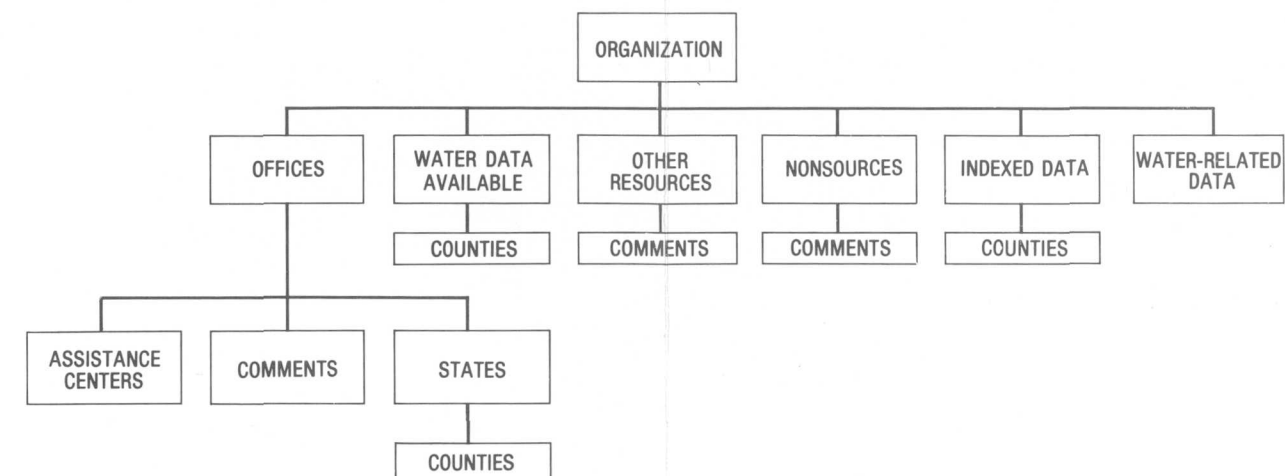 ORGANIZATION
OFFICES
WATER DATA
AVAILABLE
OTHER
RESOURCES
NONSOURCES
INDEXED DATA
WATER-RELATED
DATA
COUNTIES
COMMENTS
COMMENTS
COUNTIES
ASSISTANCE
CENTERS
COMMENTS
STATES
COUNTIES